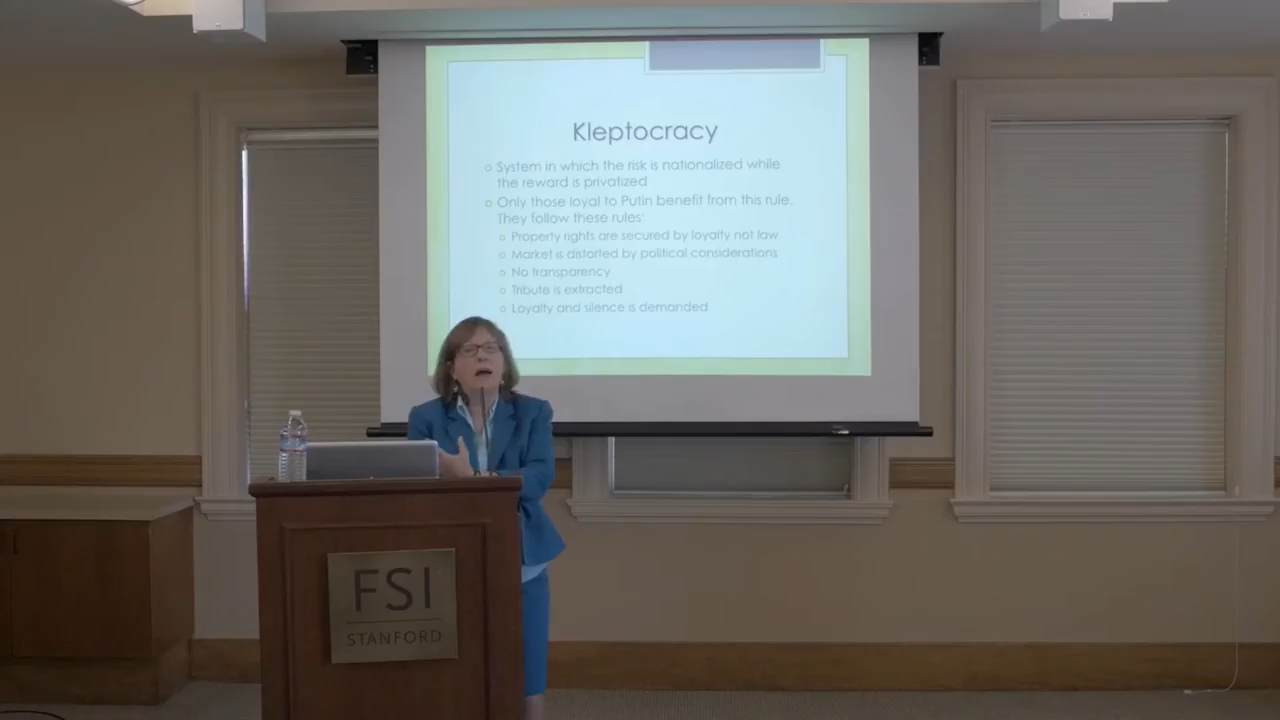 Kleptocracy
System in which the risk is nationalized while
the reward is privatized
Only those loyal to Putin benefit from this rule.
They follow these rules:
Property rights are secured by loyalty not law
Market is distorted by political considerations
No transparency
Tribute is extracted
Loyalty and silence is demanded
FSI
STANFORD